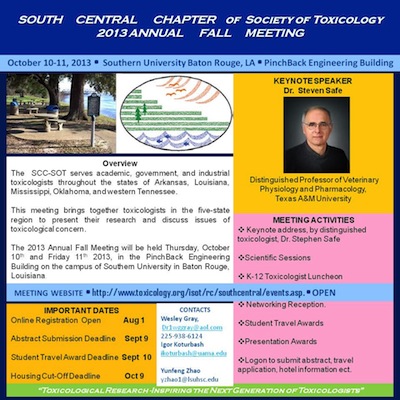 SOUTH CENTRAL CHAPTER OF SOCIETY OF TOXICOLOGY
2013 ANNUAL FALL MEETING
October 10-11, 2013 ▪ Southern University Baton Rouge, LA ▪ PinchBack Engineering Building
KEYNOTE SPEAKER
Dr. Steven Safe
Distinguished Professor of Veterinary
Physiology and Pharmacology,
Texas A&M University
Overview
The SCC-SOT serves academic, government, and industrial
toxicologists throughout the states of Arkansas, Louisiana,
Mississippi, Oklahoma, and western Tennessee.
This meeting brings together toxicologists in the five-state
region to present their research and discuss issues of
toxicological concern.
The 2013 Annual Fall Meeting will be held Thursday, October
10th and Friday 11th 2013, in the PinchBack Engineering
Building on the campus of Southern University in Baton Rouge,
Louisiana
MEETING ACTIVITIES
❖ Keynote address, by distinguished
toxicologist, Dr. Stephen Safe
❖ Scientific Sessions
❖ K-12 Toxicologist Luncheon
MEETING WEBSITE ▪ http://www.toxicology.org/isot/rc/southcentral/events.asp. ▪ OPEN
❖ Networking Reception.
❖ Student Travel Awards
❖ Presentation Awards
❖ Logon to submit abstract, travel
application, hotel information ect.
IMPORTANT DATES
Online Registration Open Aug 1
Abstract Submission Deadline Sept 9
Student Travel Award Deadline Sept 10
Housing Cut-Off Deadline Oct 9
CONTACTS
Wesley Gray,
225-938-6124
Igor Koturbash
Ikoturbash@uams.edu
Yunfeng Zhao
yzhao1@lsuhsc.edu
"TOXICOLOGICAL RESEARCH-INSPIRING THE NEXT GENERATION OF TOXICOLOGISTS"